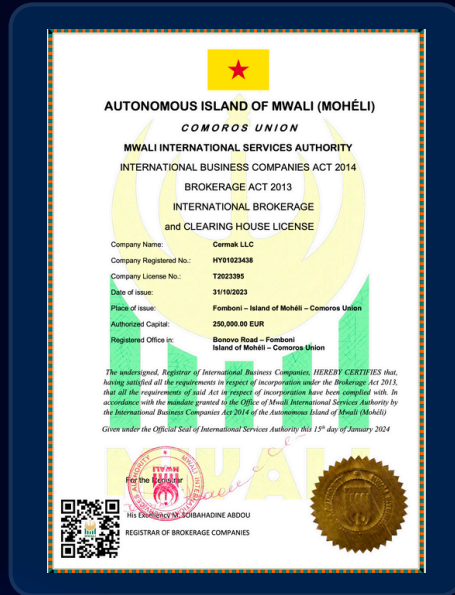 AUTONOMOUS ISLAND OF MWALI (MOHÉLI)
COMOROS UNION
MWALI INTERNATIONAL SERVICES AUTHORITY
INTERNATIONAL BUSINESS COMPANIES ACT 2014
BROKERAGE ACT 2013
INTERNATIONAL BROKERAGE
and CLEARING HOUSE LICENSE
Company Name: Cermak LLC
Company Registered No.: HY01023438
Company License No.: T2023395
Date of issue: 31/10/2023
Place of issue: Fomboni – Island of Mohéli – Comoros Union
Authorized Capital: 250,000.00 EUR
Registered Office in: Bonovo Road – Fomboni
Island of Mohéli – Comoros Union
The undersigned, Registrar of International Business Companies, HEREBY CERTIFIES that,
having satisfied all the requirements in respect of incorporation under the Brokerage Act 2013,
that all the requirements of said Act in respect of incorporation have been complied with. In
accordance with the mandate granted to the Office of Mwali International Services Authority by
the International Business Companies Act 2014 of the Autonomous Island of Mwali (Mohéli)
Given under the Official Seal of International Services Authority this 15th day of January 2024
MWALI
For the Registrar
His Excellency M. SOIBAHADINE ABDOU
REGISTRAR OF BROKERAGE COMPANIES